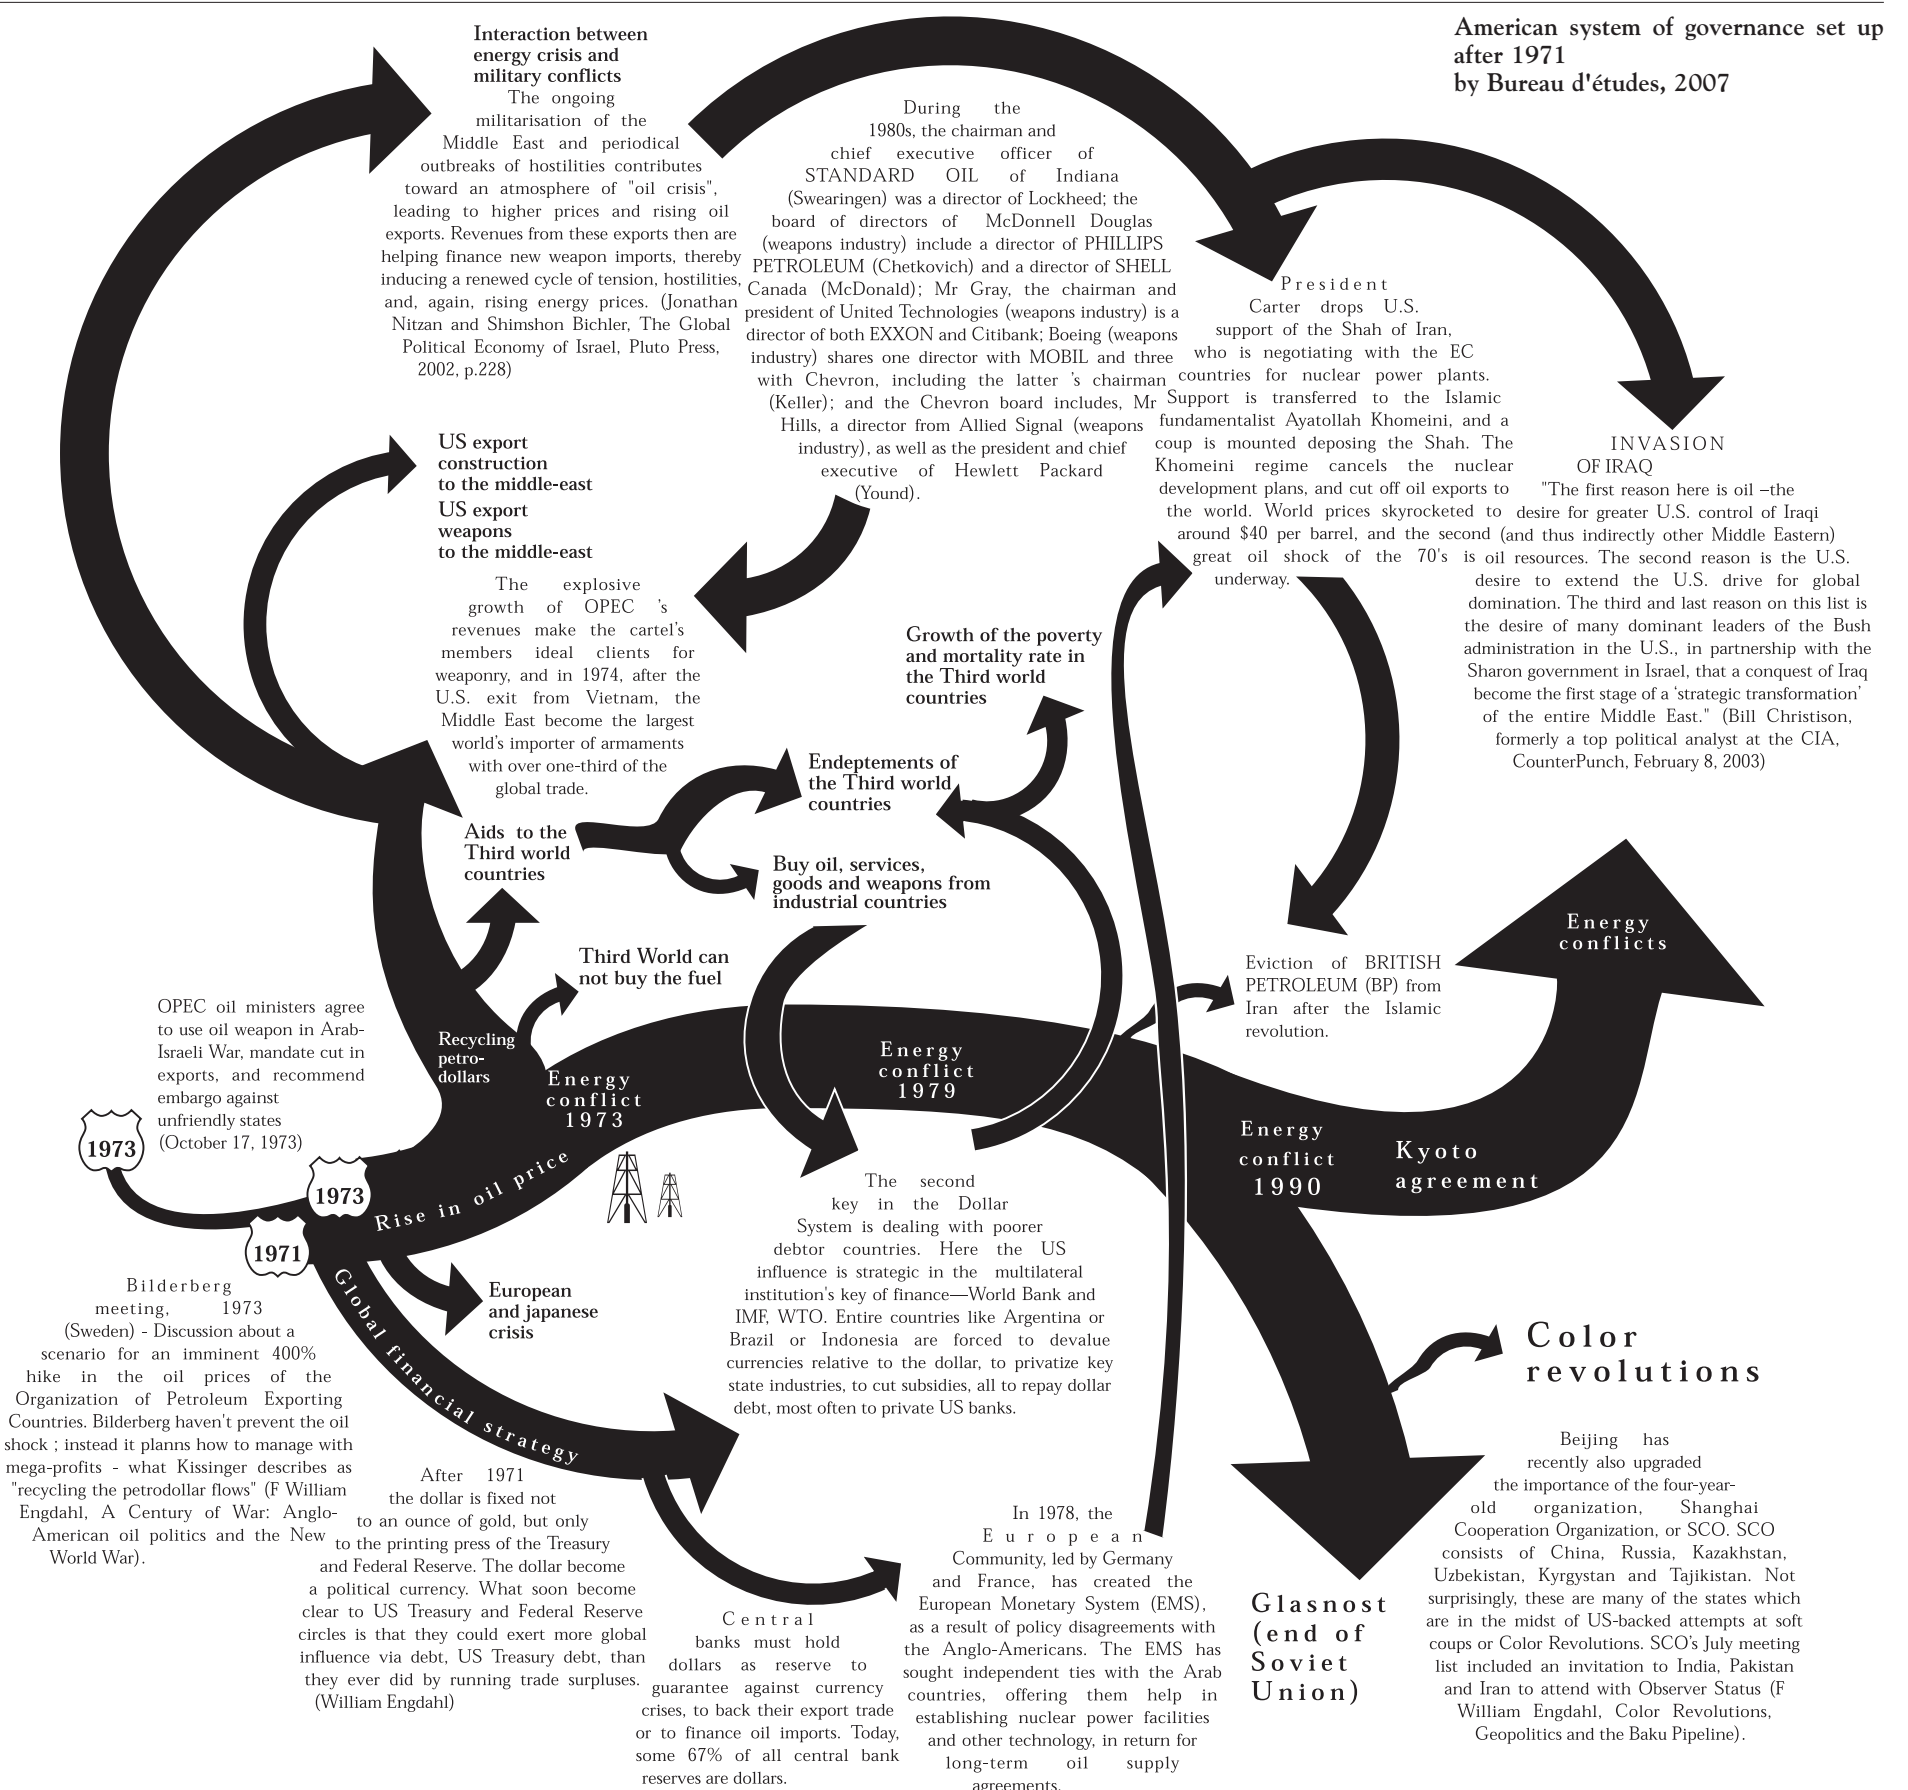 American system of governance set up
after 1971
by Bureau d'études, 2007
Interaction between
energy crisis and
military conflicts
The ongoing
militarisation of the
Middle East and periodical
outbreaks of hostilities contributes
toward an atmosphere of "oil crisis",
leading to higher prices and rising oil
exports. Revenues from these exports then are
helping finance new weapon imports, thereby
inducing a renewed cycle of tension, hostilities,
and, again, rising energy prices. (Jonathan
Nitzan and Shimshon Bichler, The Global
Political Economy of Israel, Pluto Press,
2002, p.228)
During the
1980s, the chairman and
chief executive officer of
STANDARD OIL of Indiana
(Swearingen) was a director of Lockheed; the
board of directors of McDonnell Douglas
(weapons industry) include a director of PHILLIPS
PETROLEUM (Chetkovich) and a director of SHELL
Canada (McDonald); Mr Gray, the chairman and
president of United Technologies (weapons industry) is a
director of both EXXON and Citibank; Boeing (weapons
industry) shares one director with MOBIL and three
with Chevron, including the latter 's chairman
(Keller); and the Chevron board includes, Mr
Hills, a director from Allied Signal (weapons
industry), as well as the president and chief
executive of Hewlett Packard
(Yound).
President
Carter drops U.S.
support of the Shah of Iran,
who is negotiating with the EC
countries for nuclear power plants.
Support is transferred to the Islamic
fundamentalist Ayatollah Khomeini, and a
coup is mounted deposing the Shah. The
Khomeini regime cancels the nuclear
development plans, and cut off oil exports to
the world. World prices skyrocketed to
around $40 per barrel, and the second
great oil shock of the 70's is
underway.
INVASION
OF IRAQ
"The first reason here is oil –the
desire for greater U.S. control of Iraqi
(and thus indirectly other Middle Eastern)
oil resources. The second reason is the U.S.
desire to extend the U.S. drive for global
domination. The third and last reason on this list is
the desire of many dominant leaders of the Bush
administration in the U.S., in partnership with the
Sharon government in Israel, that a conquest of Iraq
become the first stage of a 'strategic transformation'
of the entire Middle East." (Bill Christison,
formerly a top political analyst at the CIA,
CounterPunch, February 8, 2003)
US export
construction
to the middle-east
US export
weapons
to the middle-east
The explosive
growth of OPEC 's
revenues make the cartel's
members ideal clients for
weaponry, and in 1974, after the
U.S. exit from Vietnam, the
Middle East become the largest
world's importer of armaments
with over one-third of the
global trade.
Growth of the poverty
and mortality rate in
the Third world
countries
Endeptements of
the Third world
countries
Aids to the
Third world
countries
Buy oil, services,
goods and weapons from
industrial countries
Third World can
not buy the fuel
Energy
conflicts
Eviction of BRITISH
PETROLEUM (BP) from
Iran after the Islamic
revolution.
OPEC oil ministers agree
to use oil weapon in Arab-
Israeli War, mandate cut in
exports, and recommend
embargo against
unfriendly states
(October 17, 1973)
Recycling
petro-
dollars
Energy
conflict
1973
Energy
conflict
1979
Energy
conflict
1990
Kyoto
agreement
1973
1973
1971
Rise in oil price
Global financial strategy
European
and japanese
crisis
Bilderberg
meeting, 1973
(Sweden) - Discussion about a
scenario for an imminent 400%
hike in the oil prices of the
Organization of Petroleum Exporting
Countries. Bilderberg haven't prevent the oil
shock ; instead it planns how to manage with
mega-profits - what Kissinger describes as
"recycling the petrodollar flows" (F William
Engdahl, A Century of War: Anglo-
American oil politics and the New
World War).
The second
key in the Dollar
System is dealing with poorer
debtor countries. Here the US
influence is strategic in the multilateral
institution's key of finance—World Bank and
IMF, WTO. Entire countries like Argentina or
Brazil or Indonesia are forced to devalue
currencies relative to the dollar, to privatize key
state industries, to cut subsidies, all to repay dollar
debt, most often to private US banks.
After 1971
the dollar is fixed not
to an ounce of gold, but only
to the printing press of the Treasury
and Federal Reserve. The dollar become
a political currency. What soon become
clear to US Treasury and Federal Reserve
circles is that they could exert more global
influence via debt, US Treasury debt, than
they ever did by running trade surpluses.
(William Engdahl)
Central
banks must hold
dollars as reserve to
guarantee against currency
crises, to back their export trade
or to finance oil imports. Today,
some 67% of all central bank
reserves are dollars.
In 1978, the
European
Community, led by Germany
and France, has created the
European Monetary System (EMS),
as a result of policy disagreements with
the Anglo-Americans. The EMS has
sought independent ties with the Arab
countries, offering them help in
establishing nuclear power facilities
and other technology, in return for
long-term oil supply
agreements.
Color
revolutions
Glasnost
(end of
Soviet
Union)
Beijing has
recently also upgraded
the importance of the four-year-
old organization, Shanghai
Cooperation Organization, or SCO. SCO
consists of China, Russia, Kazakhstan,
Uzbekistan, Kyrgystan and Tajikistan. Not
surprisingly, these are many of the states which
are in the midst of US-backed attempts at soft
coups or Color Revolutions. SCO's July meeting
list included an invitation to India, Pakistan
and Iran to attend with Observer Status (F
William Engdahl, Color Revolutions,
Geopolitics and the Baku Pipeline).